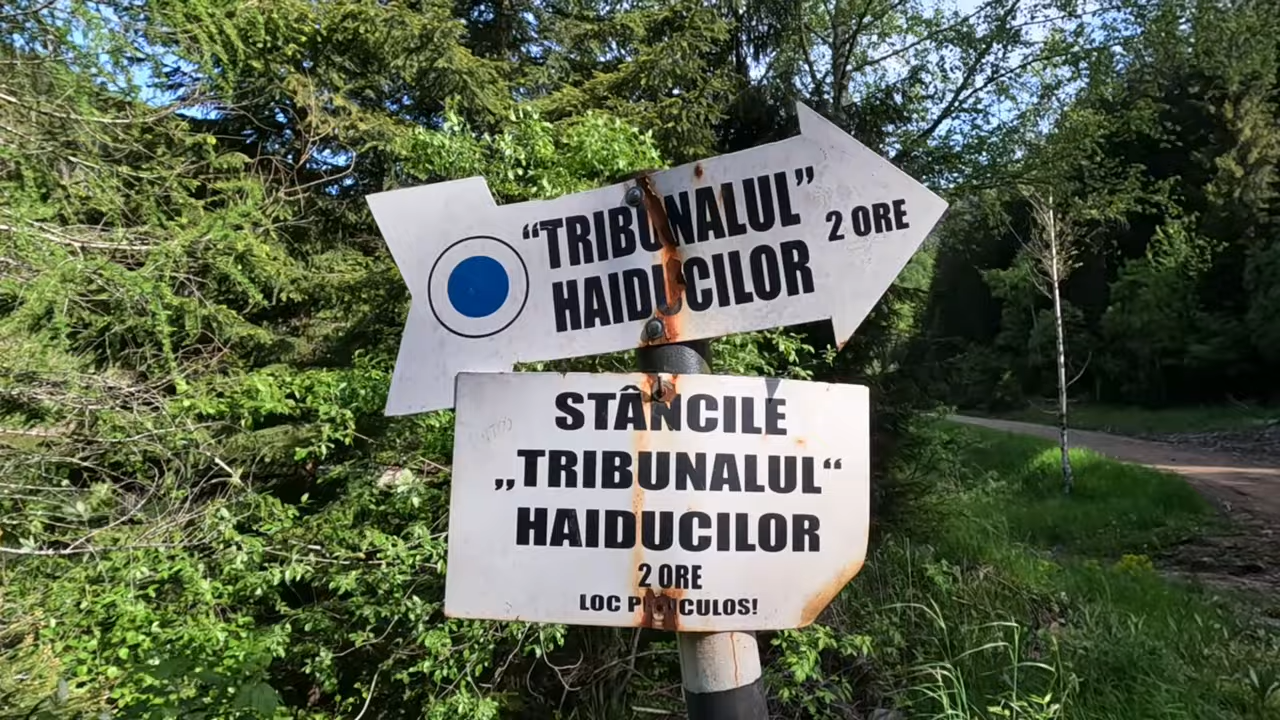 “TRIBUNALUL”
HAIDUCILOR
2 ORE
STÂNCILE
„TRIBUNALUL“
HAIDUCILOR
2 ORE
LOC PERICULOS!